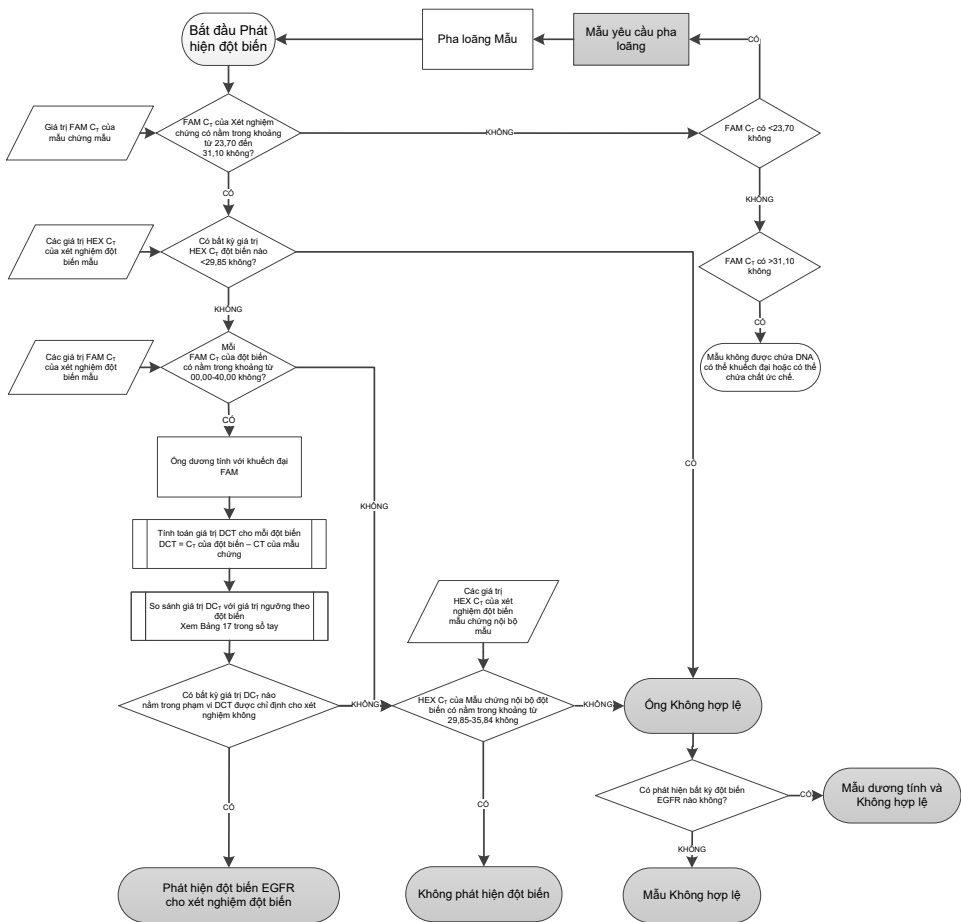 Bắt đầu Phát
hiện đột biến
Pha loãng Mẫu
Mẫu yêu cầu pha
loãng
CÓ
Giá trị FAM CT của
mẫu chứng mẫu
FAM CT của Xét nghiệm
chứng có nằm trong khoảng
từ 23,70 đến
31,10 không?
KHÔNG
FAM CT có <23,70
không
CÓ
KHÔNG
Các giá trị HEX CT
của xét nghiệm đột
biến mẫu
Có bất kỳ giá trị
HEX CT đột biến nào
<29,85 không?
FAM CT có >31,10
không
KHÔNG
CÓ
Các giá trị FAM CT
của xét nghiệm đột
biến mẫu
Mỗi
FAM CT của đột biến
có nằm trong khoảng từ
00,00-40,00 không?
Mẫu không được chứa DNA
có thể khuếch đại hoặc có thể
chứa chất ức chế.
CÓ
Ống dương tính với khuếch đại
FAM
CÓ
KHÔNG
Tính toán giá trị DCT cho mỗi đột biến
DCT = CT của đột biến – CT của mẫu
chứng
So sánh giá trị DCT với giá trị ngưỡng theo
đột biến
Xem Bảng 17 trong sổ tay
Các giá trị
HEX CT của xét
nghiệm đột biến
mẫu chứng nội bộ
mẫu
Có bất kỳ giá trị DCT nào
nằm trong phạm vi DCT được chỉ định cho xét
nghiệm không
KHÔNG
HEX CT của Mẫu chứng nội bộ đột
biến có nằm trong khoảng từ
29,85-35,84 không
KHÔNG
Ống Không hợp lệ
CÓ
CÓ
Có phát hiện bất kỳ đột biến
EGFR nào không?
CÓ
Mẫu dương tính và
Không hợp lệ
KHÔNG
Phát hiện đột biến EGFR
cho xét nghiệm đột biến
Không phát hiện đột biến
Mẫu Không hợp lệ